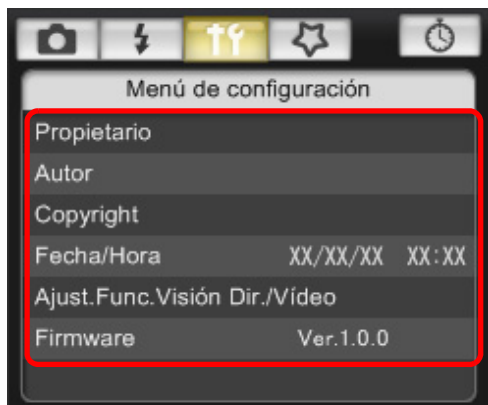 Menú de configuración
Propietario
Autor
Copyright
Fecha/Hora XX/XX/XX XX:XX
Ajust.Func.Visión Dir./Vídeo
Firmware Ver.1.0.0